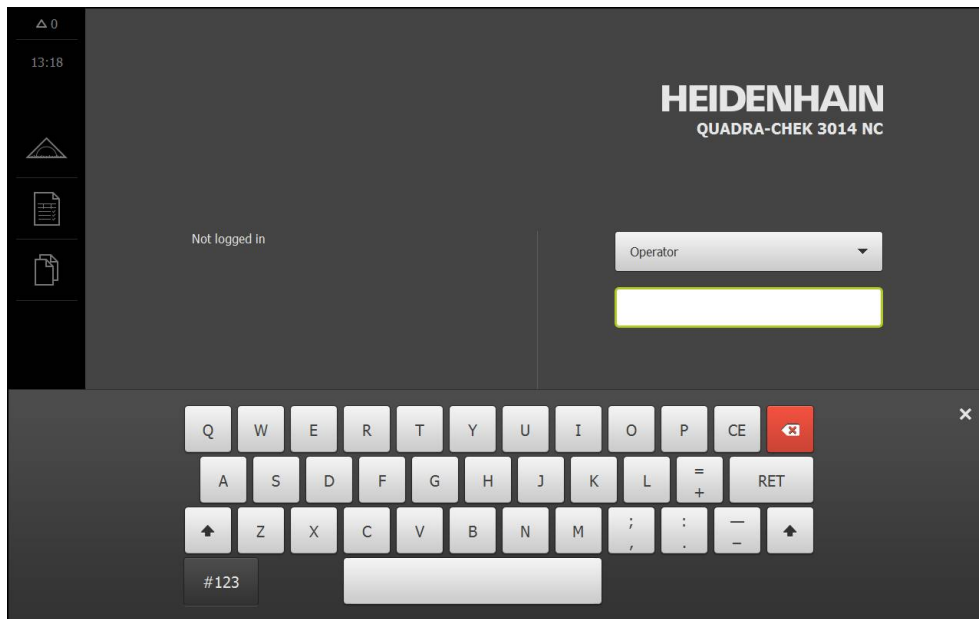 0
13:18
HEIDENHAIN
QUADRA-CHEK 3014 NC
Not logged in
Operator
Q W E R T Y U I O P CE
A S D F G H J K L = + RET
Z X C V B N M ; , : . — –
#123